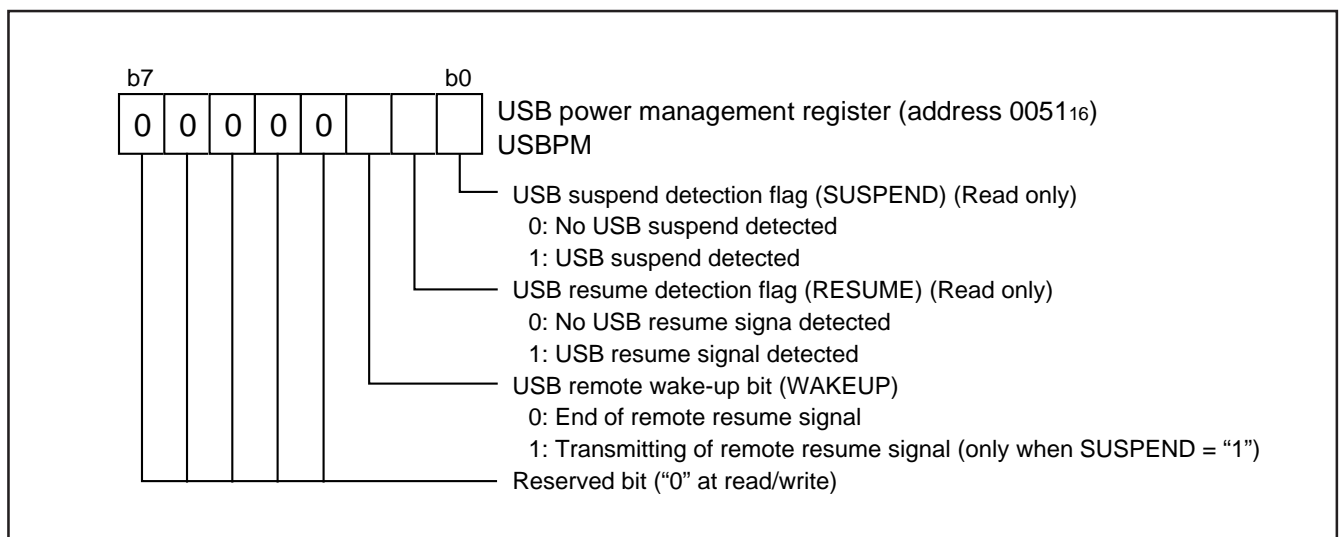 b7 b0
0 0 0 0 0
USB power management register (address 0051₁₆)
USBPM
USB suspend detection flag (SUSPEND) (Read only)
0: No USB suspend detected
1: USB suspend detected
USB resume detection flag (RESUME) (Read only)
0: No USB resume signa detected
1: USB resume signal detected
USB remote wake-up bit (WAKEUP)
0: End of remote resume signal
1: Transmitting of remote resume signal (only when SUSPEND = “1”)
Reserved bit (“0” at read/write)